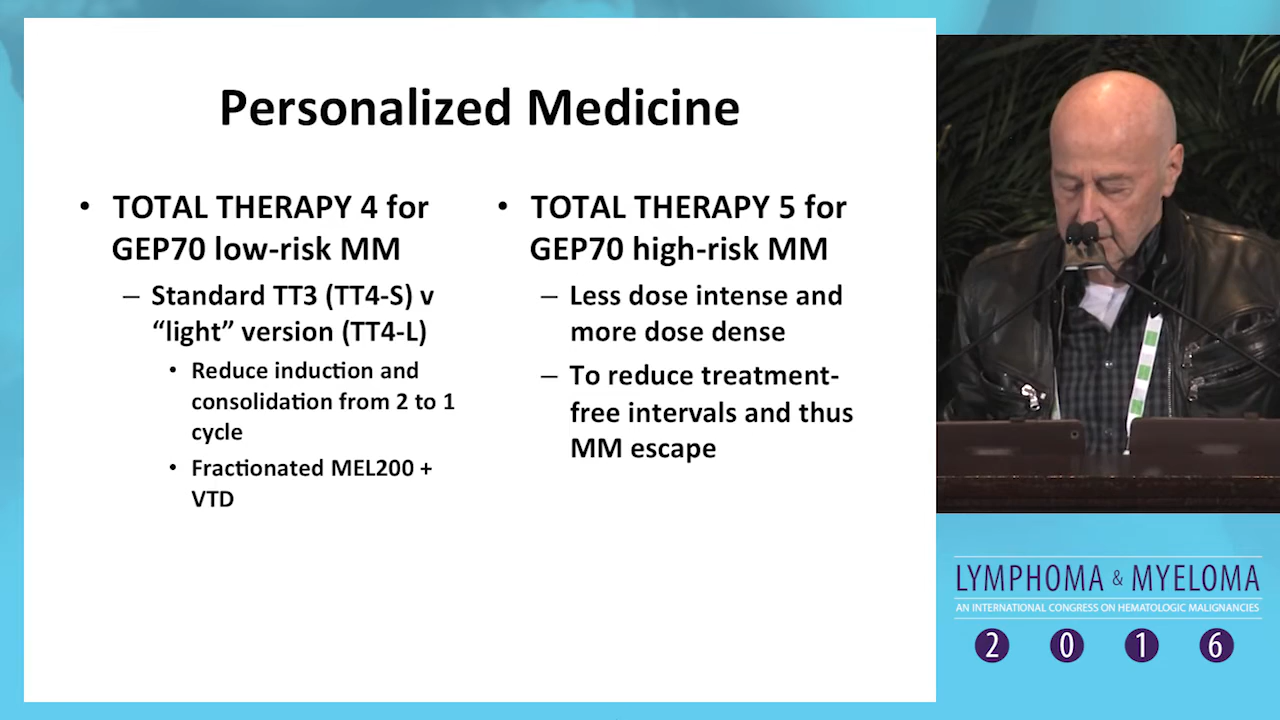 Personalized Medicine
• TOTAL THERAPY 4 for
GEP70 low-risk MM
– Standard TT3 (TT4-S) v
“light” version (TT4-L)
• Reduce induction and
consolidation from 2 to 1
cycle
• Fractionated MEL200 +
VTD
• TOTAL THERAPY 5 for
GEP70 high-risk MM
– Less dose intense and
more dose dense
– To reduce treatment-
free intervals and thus
MM escape
LYMPHOMA & MYELOMA
AN INTERNATIONAL CONGRESS ON HEMATOLOGIC MALIGNANCIES
2 0 1 6